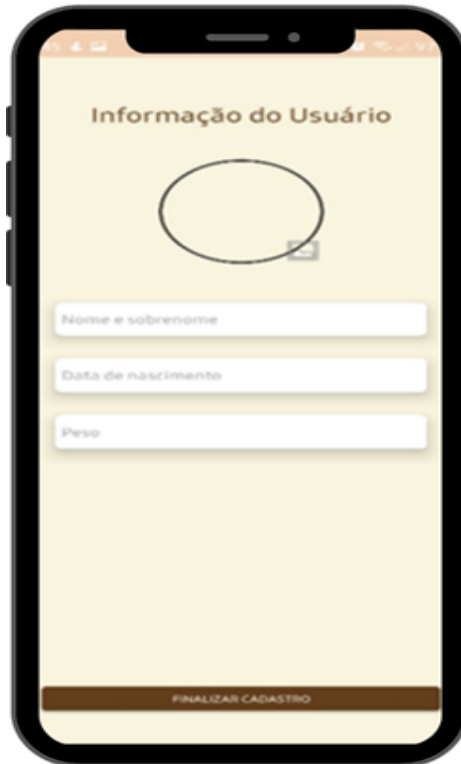 Informação do Usuário
Nome e sobrenome
Data de nascimento
Peso
FINALIZAR CADASTRO